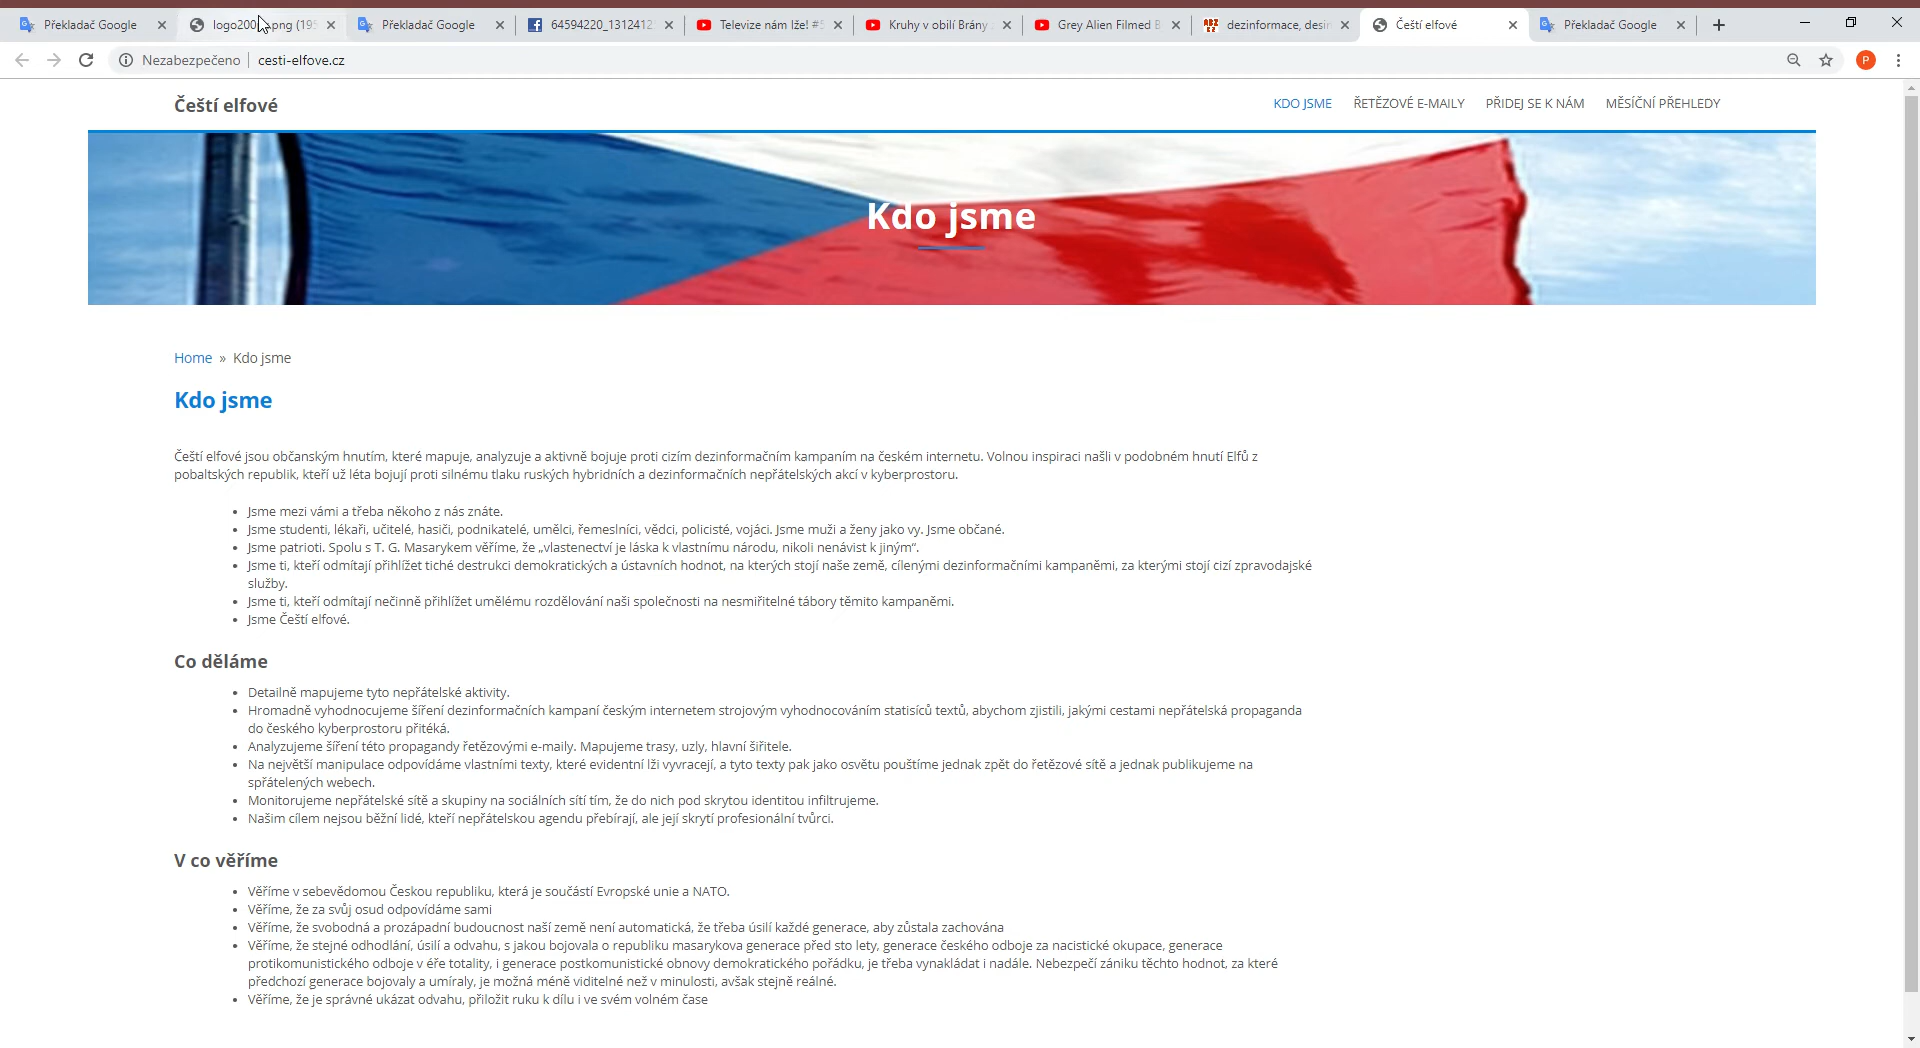 Překladač Google
logo200 .png (195
Překladač Google
64594220_1312412
Televize nám lže! #5
Kruhy v obilí Brány
Grey Alien Filmed B
dezinformace, desin
Čeští elfové
Překladač Google
Nezabezpečeno
cesti-elfove.cz
P
Čeští elfové
KDO JSME
ŘETĚZOVÉ E-MAILY
PŘIDEJ SE K NÁM
MĚSÍČNÍ PŘEHLEDY
Kdo jsme
Home » Kdo jsme
Kdo jsme
Čeští elfové jsou občanským hnutím, které mapuje, analyzuje a aktivně bojuje proti cizím dezinformačním kampaním na českém internetu. Volnou inspiraci našli v podobném hnutí Elfů z
pobaltských republik, kteří už léta bojují proti silnému tlaku ruských hybridních a dezinformačních nepřátelských akcí v kyberprostoru.
• Jsme mezi vámi a třeba někoho z nás znáte.
• Jsme studenti, lékaři, učitelé, hasiči, podnikatelé, umělci, řemeslníci, vědci, policisté, vojáci. Jsme muži a ženy jako vy. Jsme občané.
• Jsme patrioti. Spolu s T. G. Masarykem věříme, že „vlastenectví je láska k vlastnímu národu, nikoli nenávist k jiným“.
• Jsme ti, kteří odmítají přihlížet tiché destrukci demokratických a ústavních hodnot, na kterých stojí naše země, cílenými dezinformačními kampaněmi, za kterými stojí cizí zpravodajské
služby.
• Jsme ti, kteří odmítají nečinně přihlížet umělému rozdělování naši společnosti na nesmiřitelné tábory těmito kampaněmi.
• Jsme Čeští elfové.
Co děláme
• Detailně mapujeme tyto nepřátelské aktivity.
• Hromadně vyhodnocujeme šíření dezinformačních kampaní českým internetem strojovým vyhodnocováním statisíců textů, abychom zjistili, jakými cestami nepřátelská propaganda
do českého kyberprostoru přitéká.
• Analyzujeme šíření této propagandy řetězovými e-maily. Mapujeme trasy, uzly, hlavní šiřitele.
• Na největší manipulace odpovídáme vlastními texty, které evidentní lži vyvracejí, a tyto texty pak jako osvětu pouštíme jednak zpět do řetězové sítě a jednak publikujeme na
spřátelených webech.
• Monitorujeme nepřátelské sítě a skupiny na sociálních sítí tím, že do nich pod skrytou identitou infiltrujeme.
• Našim cílem nejsou běžní lidé, kteří nepřátelskou agendu přebírají, ale její skrytí profesionální tvůrci.
V co věříme
• Věříme v sebevědomou Českou republiku, která je součástí Evropské unie a NATO.
• Věříme, že za svůj osud odpovídáme sami
• Věříme, že svobodná a prozápadní budoucnost naší země není automatická, že třeba úsilí každé generace, aby zůstala zachována
• Věříme, že stejné odhodlání, úsilí a odvahu, s jakou bojovala o republiku masarykova generace před sto lety, generace českého odboje za nacistické okupace, generace
protikomunistického odboje v éře totality, i generace postkomunistické obnovy demokratického pořádku, je třeba vynakládat i nadále. Nebezpečí zániku těchto hodnot, za které
předchozí generace bojovaly a umíraly, je možná méně viditelné než v minulosti, avšak stejně reálné.
• Věříme, že je správné ukázat odvahu, přiložit ruku k dílu i ve svém volném čase